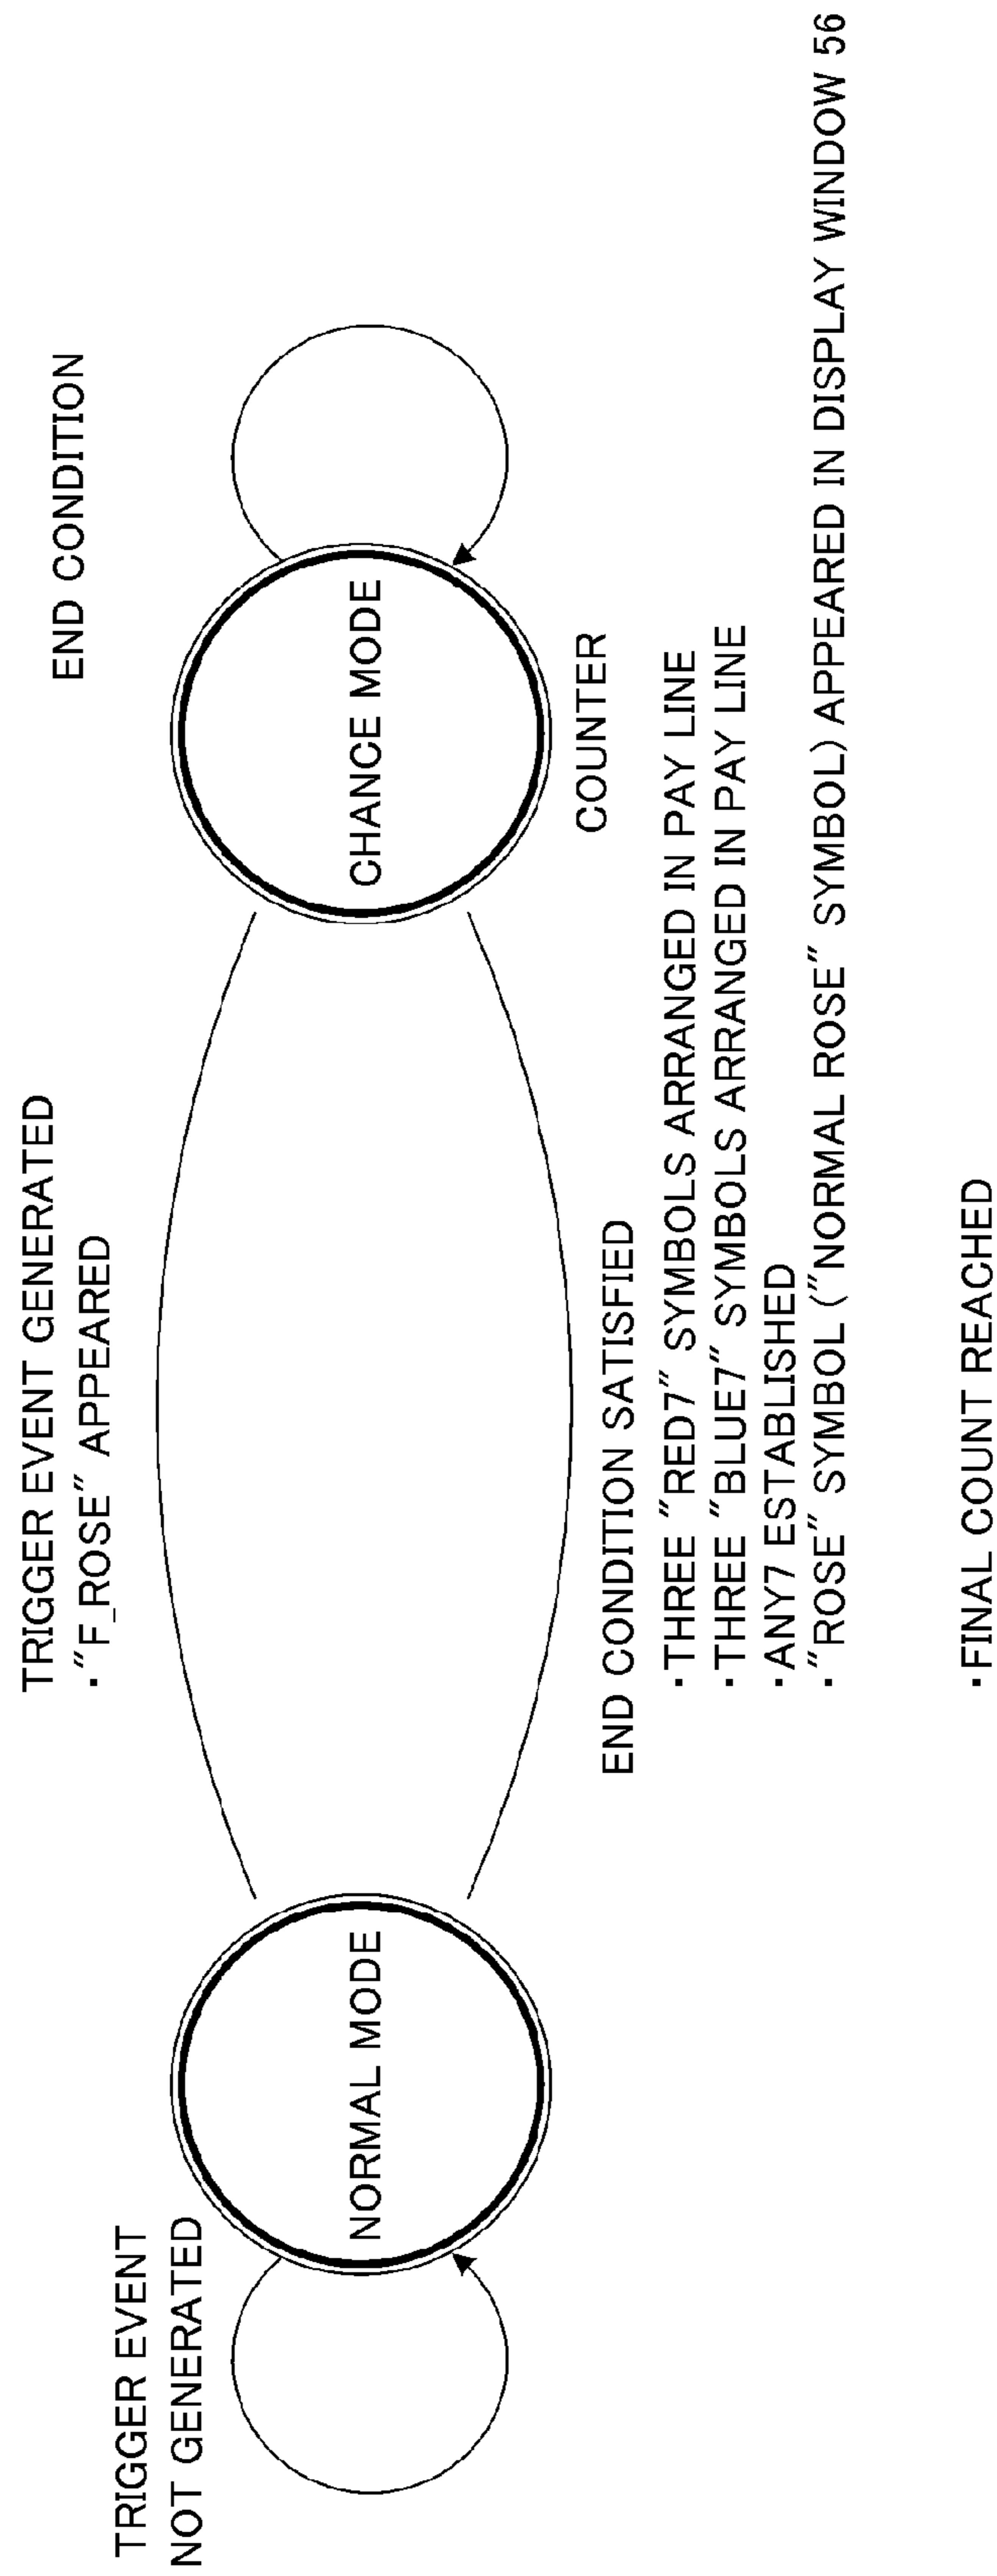 TRIGGER EVENT GENERATED
・"F_ROSE" APPEARED
END CONDITION
TRIGGER EVENT
NOT GENERATED
NORMAL MODE
CHANCE MODE
COUNTER
END CONDITION SATISFIED
・THREE "RED7" SYMBOLS ARRANGED IN PAY LINE
・THREE "BLUE7" SYMBOLS ARRANGED IN PAY LINE
・ANY7 ESTABLISHED
・"ROSE" SYMBOL ("NORMAL ROSE" SYMBOL) APPEARED IN DISPLAY WINDOW 56
・FINAL COUNT REACHED